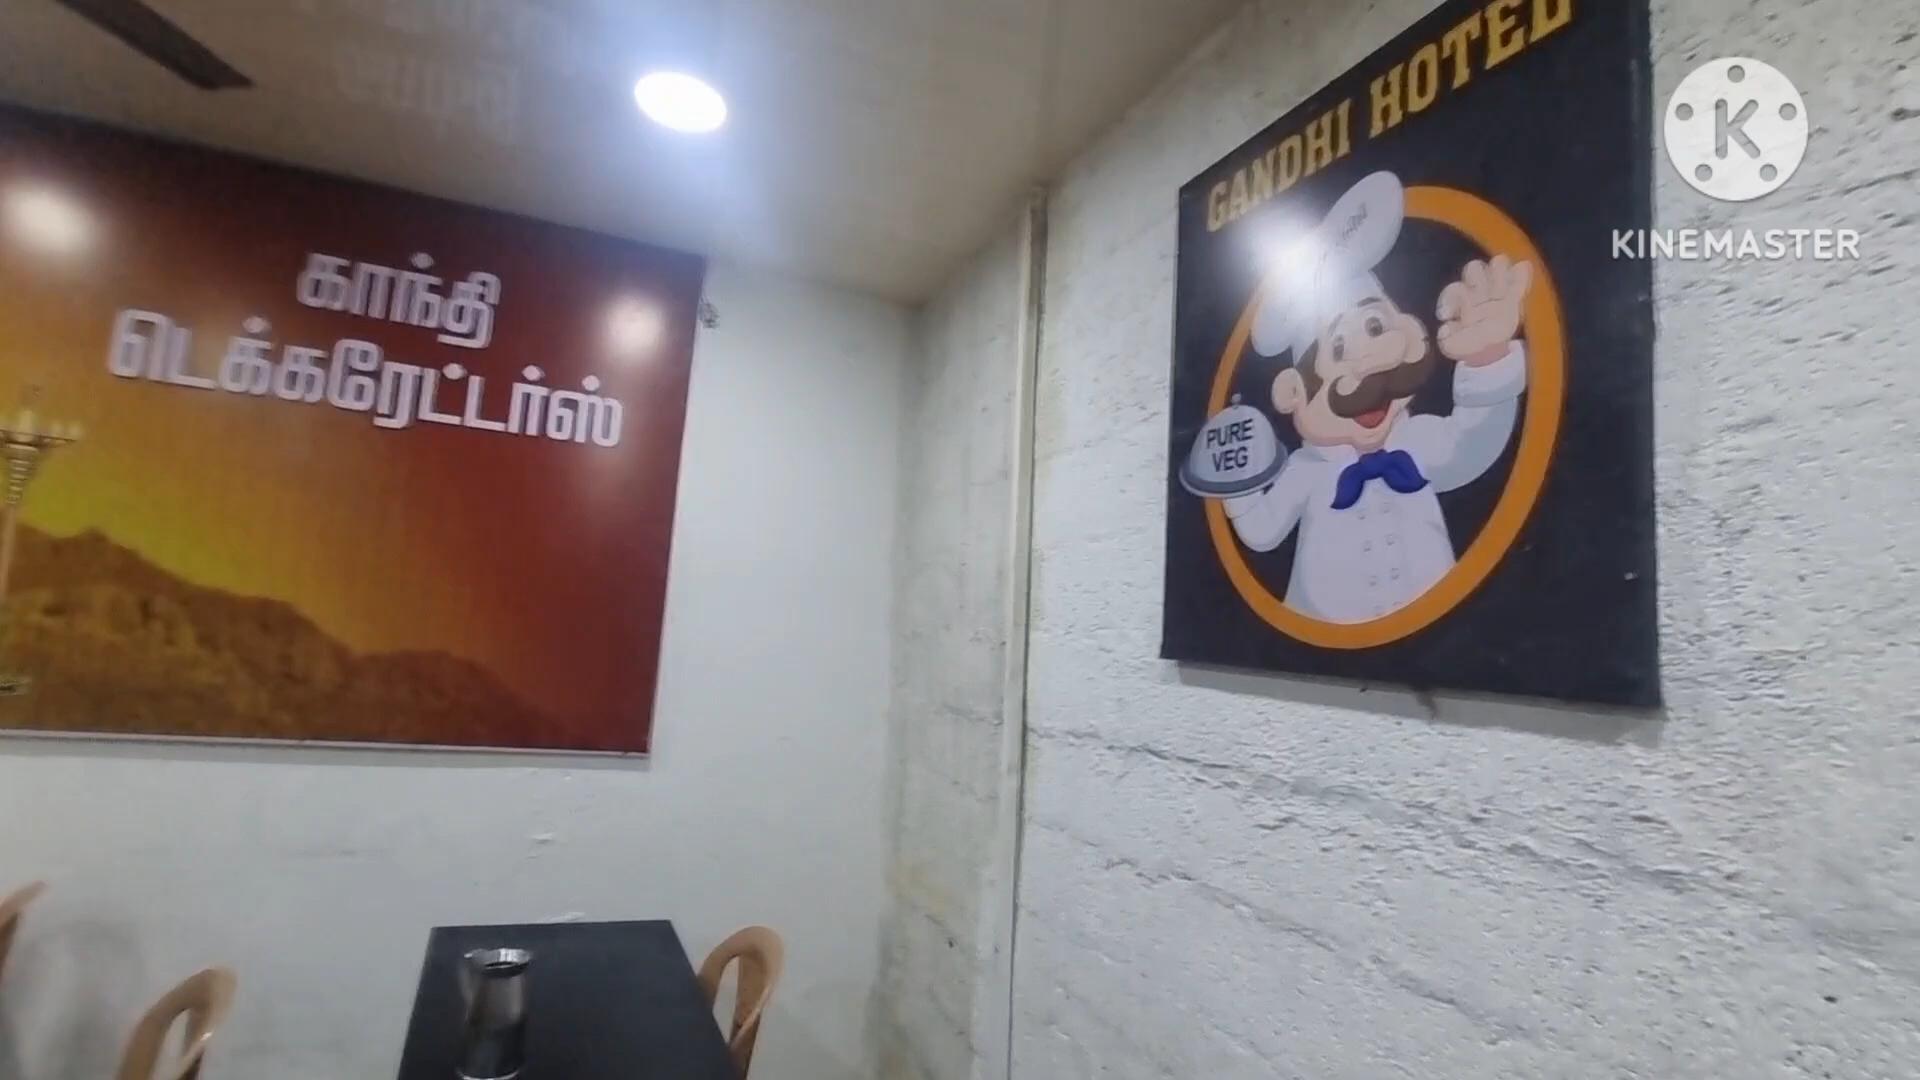 காந்தி
டெக்கரேட்டர்ஸ்
GANDHI HOTEL
PURE
VEG
K
KINEMASTER